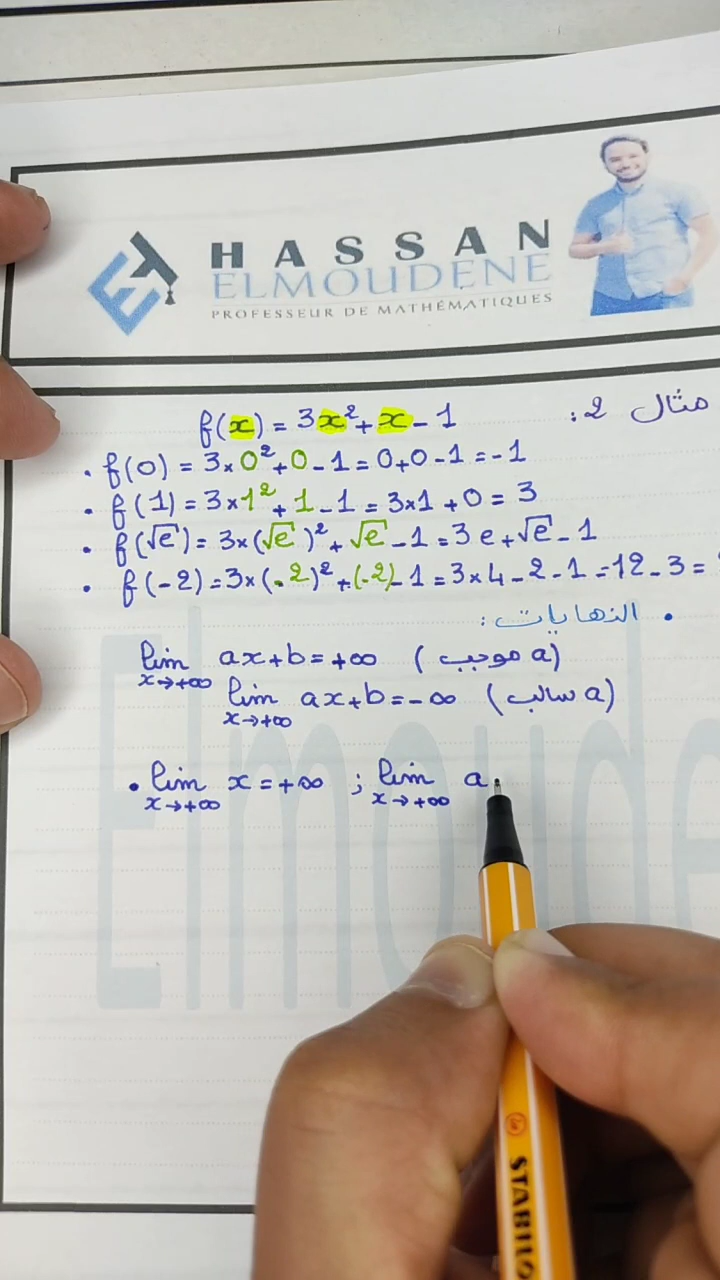 HASSAN
ELMOUDENE
PROFESSEUR DE MATHÉMATIQUES
مثال 2 :
f(x) = 3x² + x - 1
• f(0) = 3×0² + 0 - 1 = 0 + 0 - 1 = -1
• f(1) = 3×1² + 1 - 1 = 3×1 + 0 = 3
• f(√e) = 3×(√e)² + √e - 1 = 3e + √e - 1
• f(-2) = 3×(-2)² + (-2) - 1 = 3×4 - 2 - 1 = 12 - 3 =
• النهايات :
lim x→+∞ ax+b = +∞ (a موجب)
lim x→+∞ ax+b = -∞ (a سالب)
• lim x→+∞ x = +∞ ; lim x→+∞ a
Elmoude
STABILO